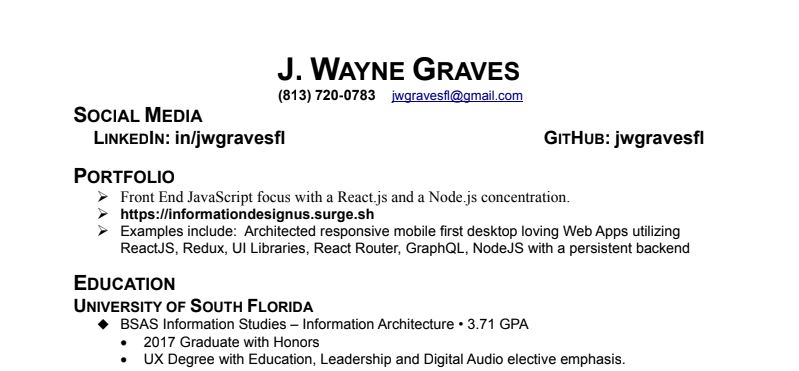 J. WAYNE GRAVES
(813) 720-0783 jwgravesfl@gmail.com
SOCIAL MEDIA
LINKEDIN: in/jwgravesfl GITHUB: jwgravesfl
PORTFOLIO
➢ Front End JavaScript focus with a React.js and a Node.js concentration.
➢ https://informationdesignus.surge.sh
➢ Examples include: Architected responsive mobile first desktop loving Web Apps utilizing
ReactJS, Redux, UI Libraries, React Router, GraphQL, NodeJS with a persistent backend
EDUCATION
UNIVERSITY OF SOUTH FLORIDA
◆ BSAS Information Studies – Information Architecture • 3.71 GPA
• 2017 Graduate with Honors
• UX Degree with Education, Leadership and Digital Audio elective emphasis.